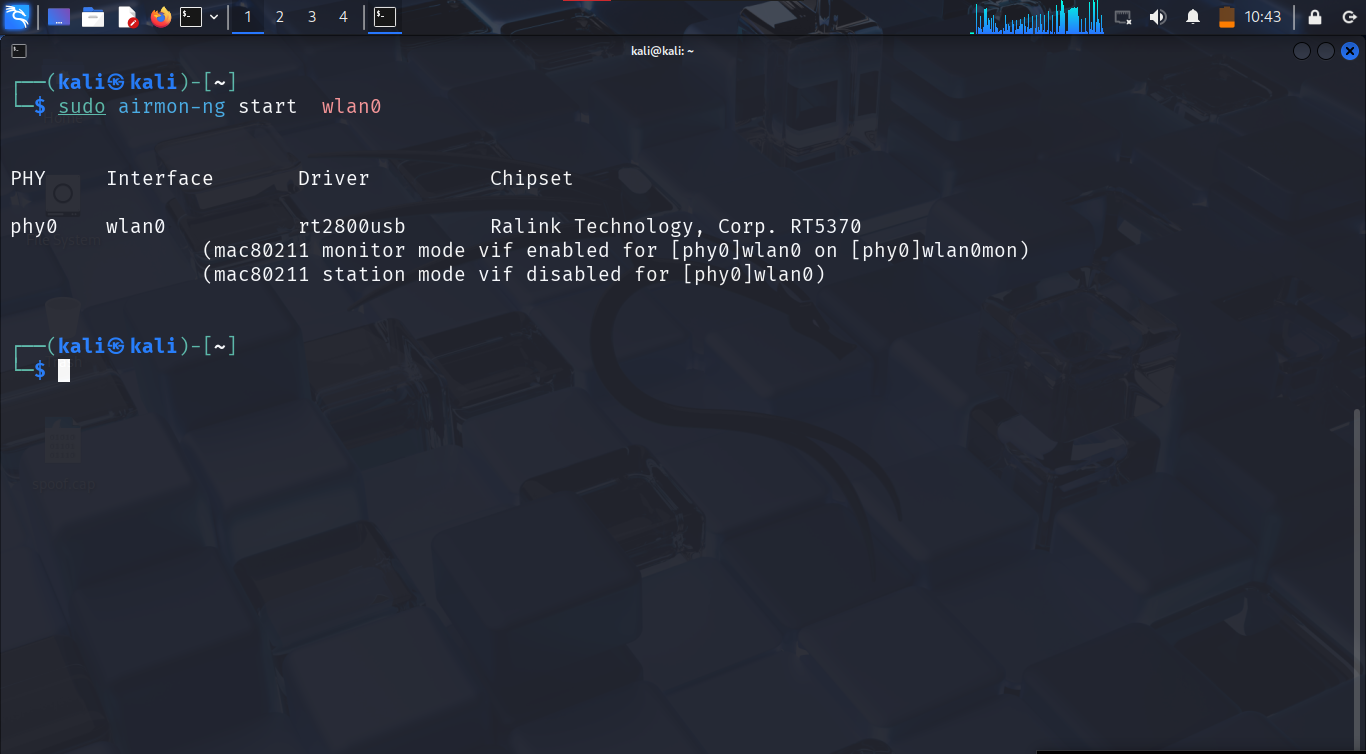 1 2 3 4 10:43
kali@kali: ~
┌──(kali㉿kali)-[~]
└─$ sudo airmon-ng start  wlan0
PHY     Interface       Driver          Chipset
phy0    wlan0           rt2800usb       Ralink Technology, Corp. RT5370
(mac80211 monitor mode vif enabled for [phy0]wlan0 on [phy0]wlan0mon)
(mac80211 station mode vif disabled for [phy0]wlan0)
┌──(kali㉿kali)-[~]
└─$